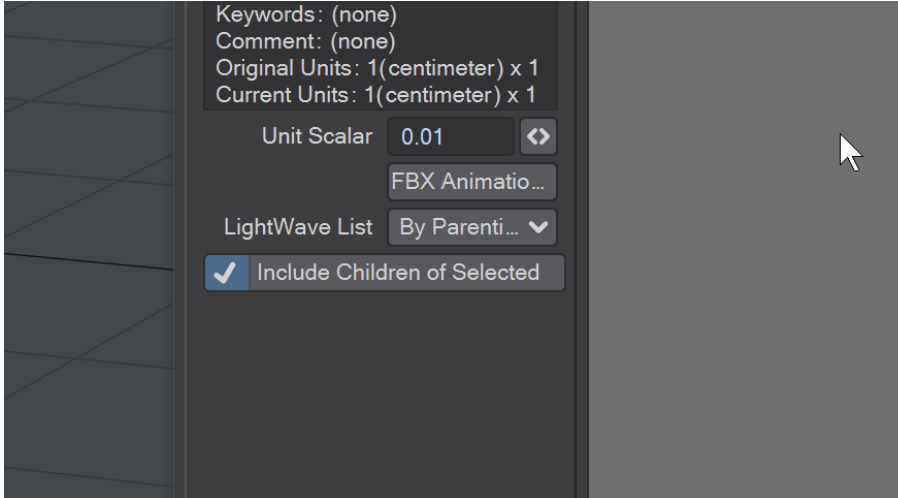 Keywords: (none)
Comment: (none)
Original Units: 1(centimeter) x 1
Current Units: 1(centimeter) x 1
Unit Scalar 0.01
FBX Animatio...
LightWave List By Parenti...
Include Children of Selected